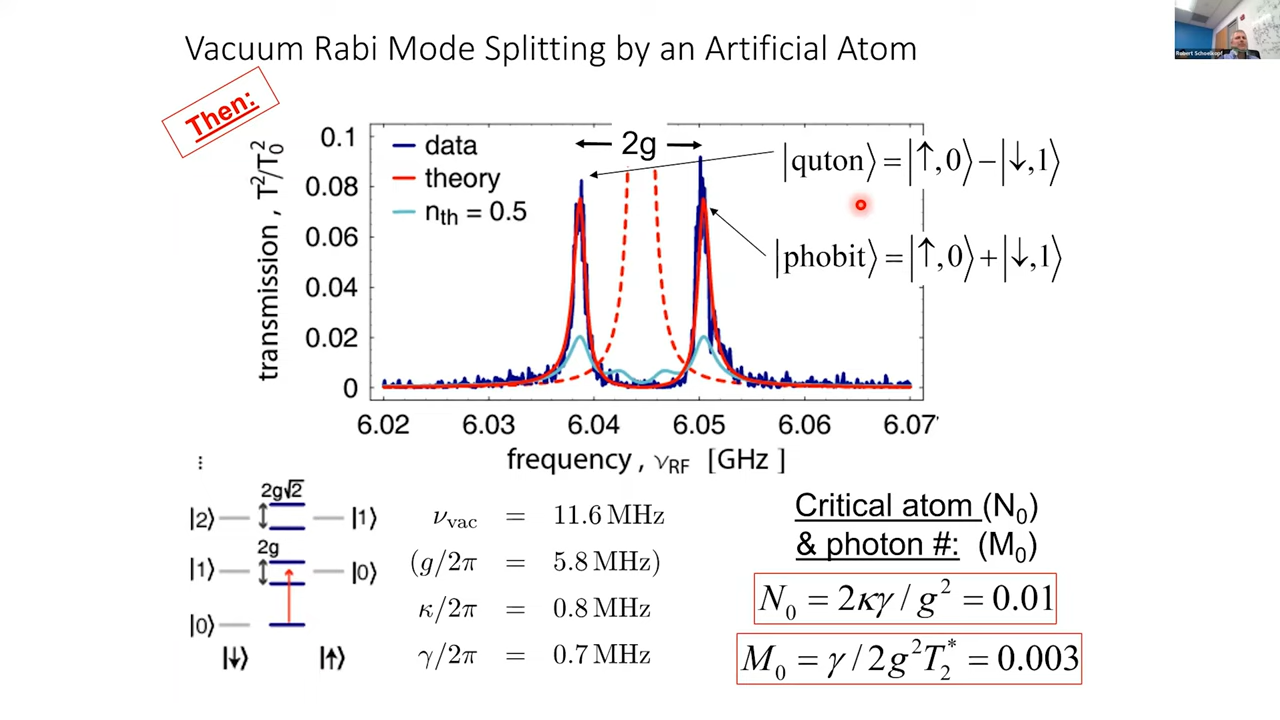 Vacuum Rabi Mode Splitting by an Artificial Atom
Robert Schoelkopf
Then:
transmission , T²/T₀²
0.1
0.08
0.06
0.04
0.02
0
data
theory
nth = 0.5
2g
|quton⟩=|↑,0⟩−|↓,1⟩
|phobit⟩=|↑,0⟩+|↓,1⟩
6.02 6.03 6.04 6.05 6.06 6.07
frequency , νRF [GHz ]
⋮
2g√2
|2⟩ |1⟩
2g
|1⟩ |0⟩
|0⟩
|↓⟩ |↑⟩
νvac = 11.6 MHz
(g/2π = 5.8 MHz)
κ/2π = 0.8 MHz
γ/2π = 0.7 MHz
Critical atom (N₀)
& photon #: (M₀)
N₀ = 2κγ / g² = 0.01
M₀ = γ / 2g²T₂* = 0.003